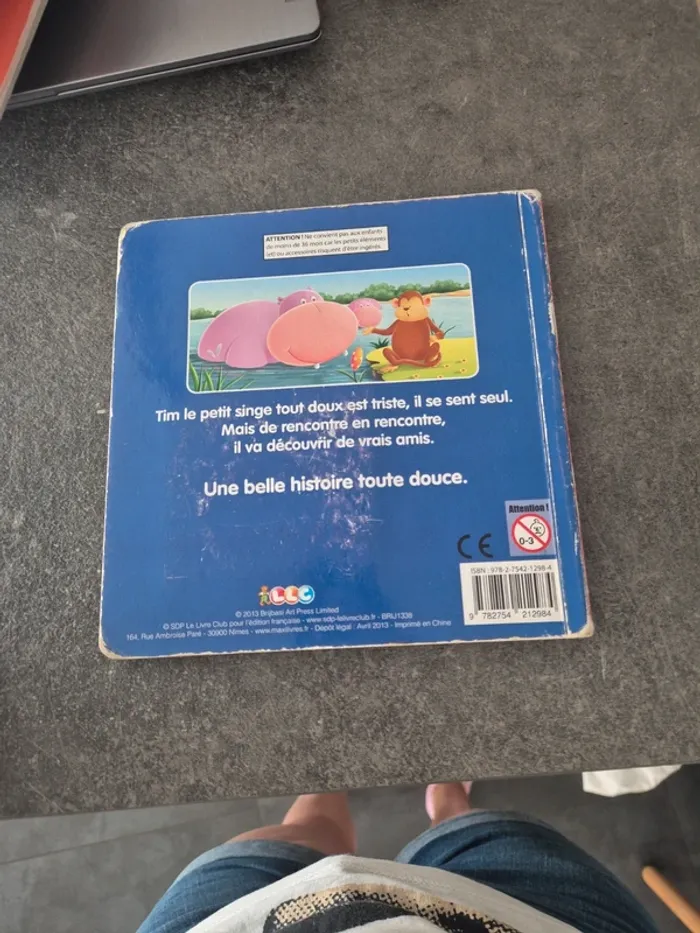 ATTENTION ! Ne convient pas aux enfants
de moins de 36 mois car les petits éléments
(et) ou accessoires risquent d'être ingérés.
Tim le petit singe tout doux est triste, il se sent seul.
Mais de rencontre en rencontre,
il va découvrir de vrais amis.
Une belle histoire toute douce.
Attention !
0-3
CE
ISBN : 978-2-7542-1298-4
9 782754 212984
LLC
© 2013 Brijbasi Art Press Limited
© SDP Le Livre Club pour l'édition française - www.sdp-lelivreclub.fr - BRIJ1338
164, Rue Ambroise Paré - 30900 Nîmes - www.maxilivres.fr - Dépôt légal : Avril 2013 - Imprimé en Chine